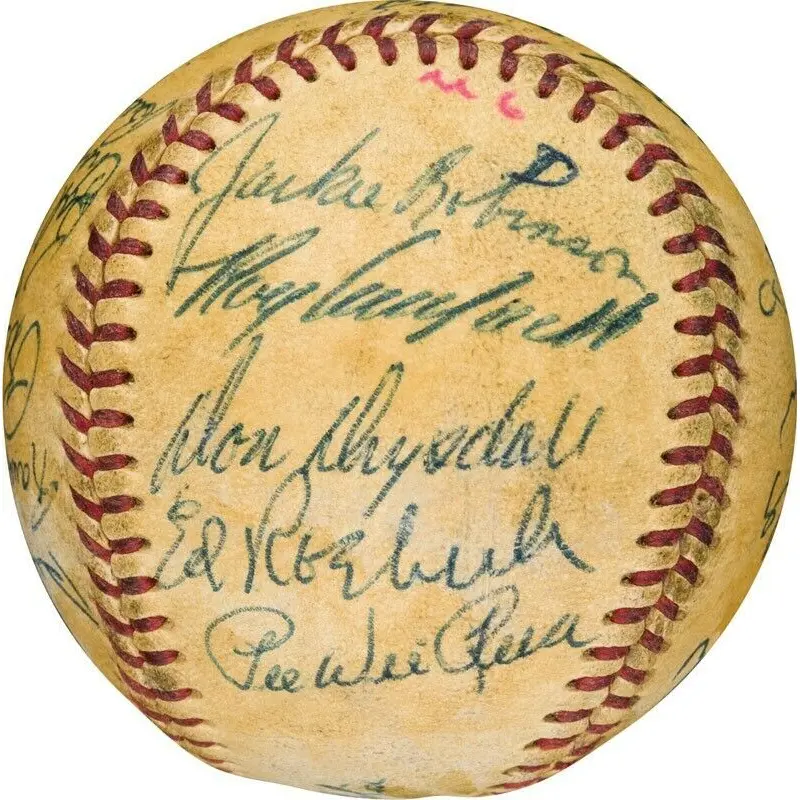 Jackie Robinson
Roy Campanella
Don Drysdale
Ed Roebuck
Pee Wee Reese